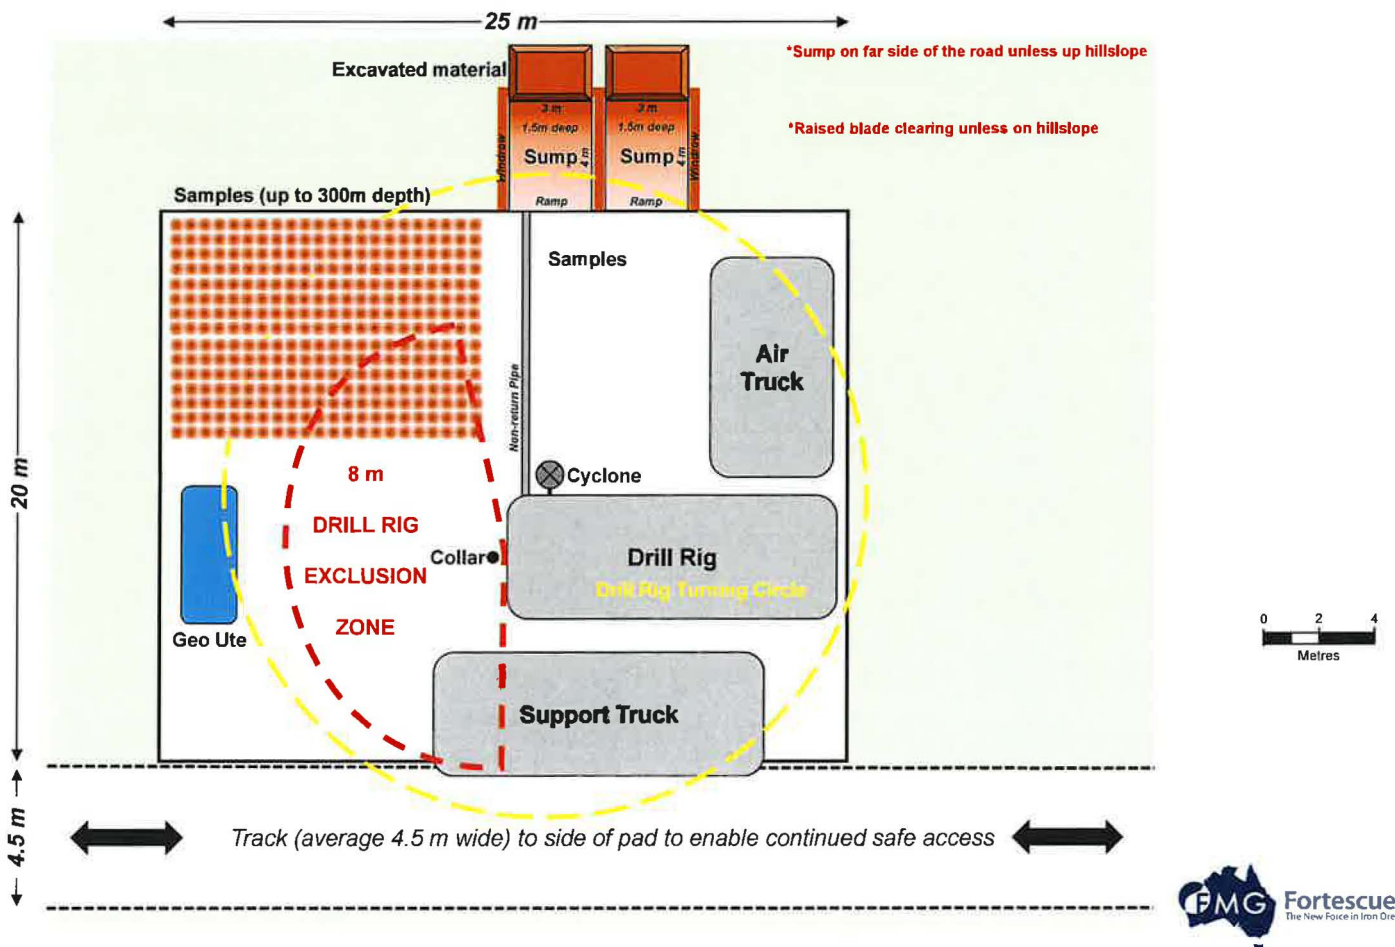 25 m
*Sump on far side of the road unless up hillslope
Excavated material
3 m
3 m
1.5m deep
1.5m deep
*Raised blade clearing unless on hillslope
Windrow
Sump
4 m
Sump
4 m
Windrow
Samples (up to 300m depth)
Ramp
Ramp
Samples
Air
Truck
Non-return Pipe
20 m
8 m
Cyclone
DRILL RIG
Collar
Drill Rig
EXCLUSION
Drill Rig Turning Circle
ZONE
Geo Ute
0 2 4
Metres
Support Truck
4.5 m
Track (average 4.5 m wide) to side of pad to enable continued safe access
FMG
Fortescue
The New Force in Iron Ore